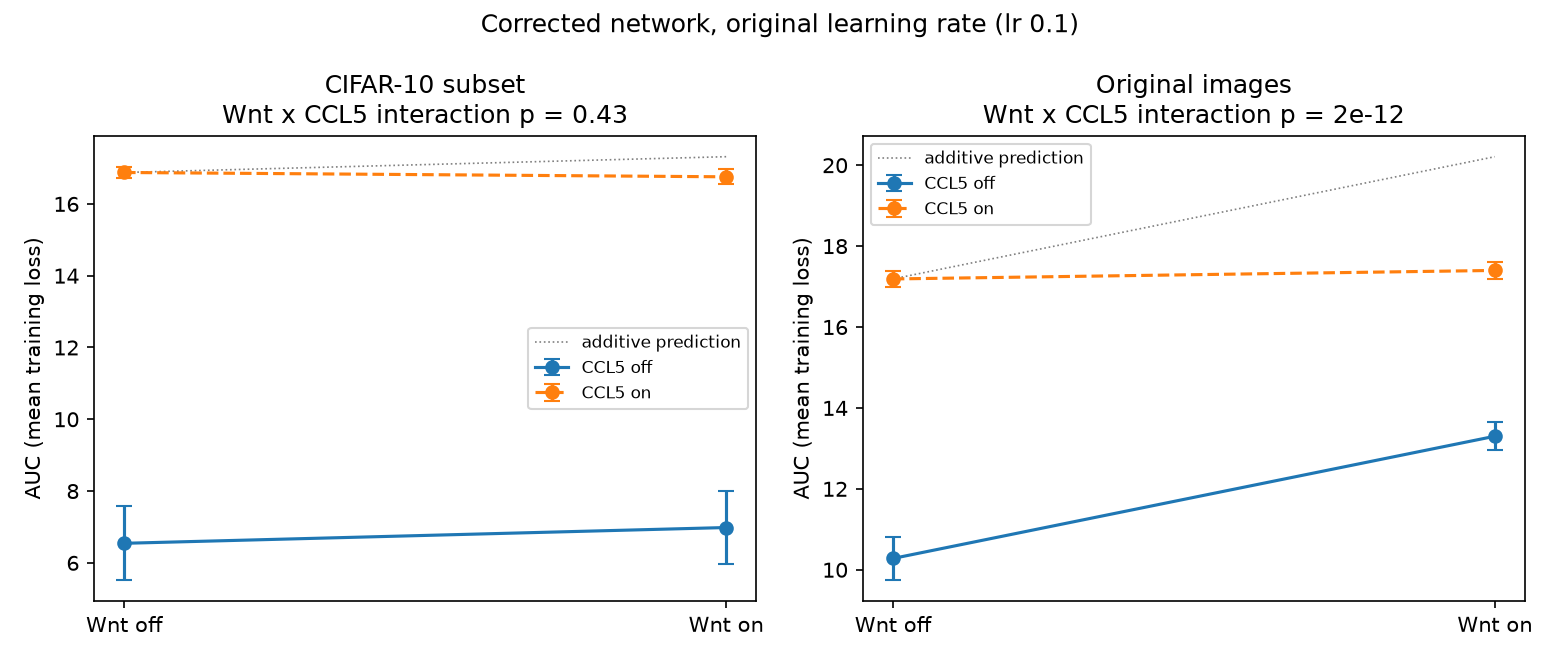 Corrected network, original learning rate (lr 0.1)
CIFAR-10 subset
Wnt x CCL5 interaction p = 0.43
AUC (mean training loss)
16
14
12
10
8
6
additive prediction
CCL5 off
CCL5 on
Wnt off
Wnt on
Original images
Wnt x CCL5 interaction p = 2e-12
AUC (mean training loss)
20
18
16
14
12
10
additive prediction
CCL5 off
CCL5 on
Wnt off
Wnt on